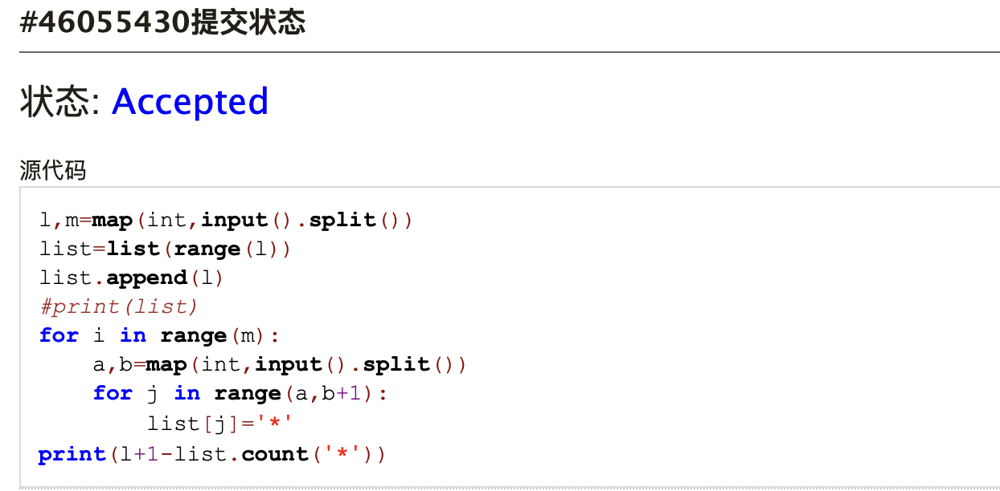 #46055430提交状态
状态: Accepted
源代码
l,m=map(int,input().split())
list=list(range(l))
list.append(l)
#print(list)
for i in range(m):
    a,b=map(int,input().split())
    for j in range(a,b+1):
        list[j]='*'
print(l+1-list.count('*'))